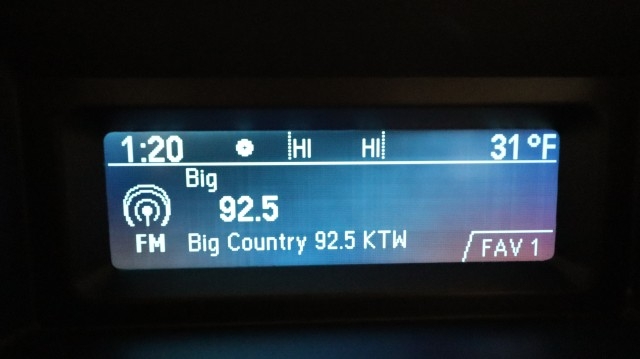 1:20 HI HI 31°F
Big
92.5
FM Big Country 92.5 KTW FAV 1